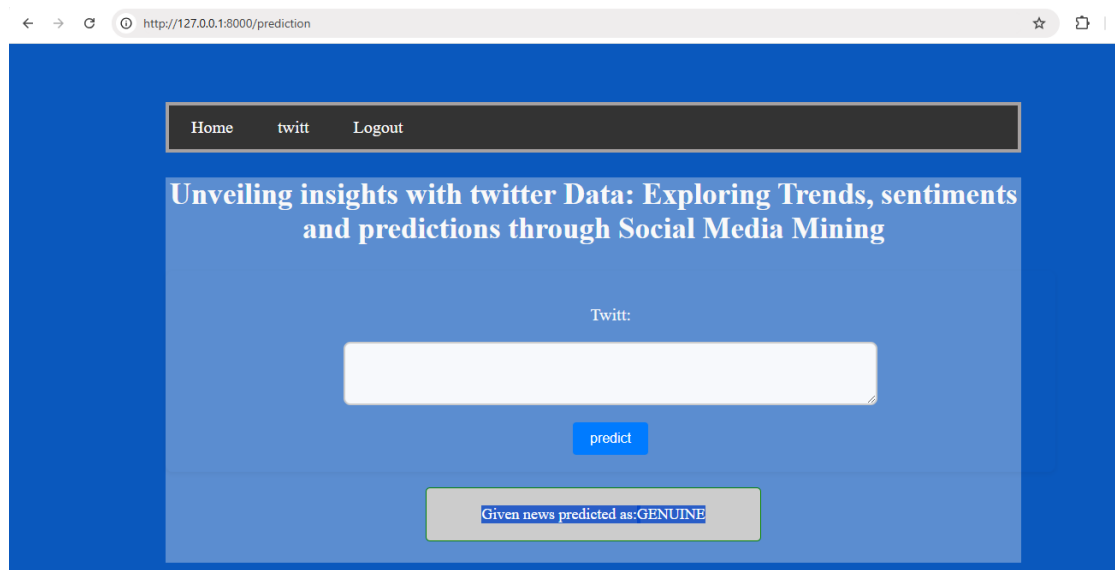 http://127.0.0.1:8000/prediction
Home twitt Logout
Unveiling insights with twitter Data: Exploring Trends, sentiments
and predictions through Social Media Mining
Twitt:
predict
Given news predicted as:GENUINE